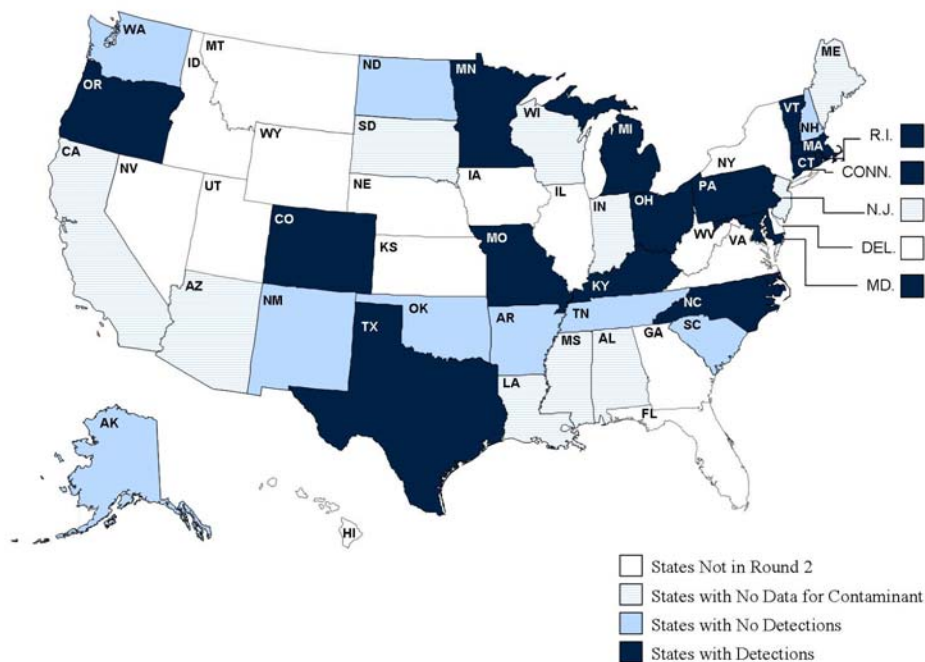 WA
MT
ME
ID
ND
MN
VT
OR
NH
WI
SD
MI
MA
R.I.
WY
CT
CA
NY
CONN.
NV
IA
PA
NE
N.J.
UT
IL
IN
OH
CO
WV
DEL.
MO
VA
KS
KY
MD.
AZ
NC
NM
OK
TN
AR
SC
TX
MS
AL
GA
LA
FL
AK
HI
States Not in Round 2
States with No Data for Contaminant
States with No Detections
States with Detections